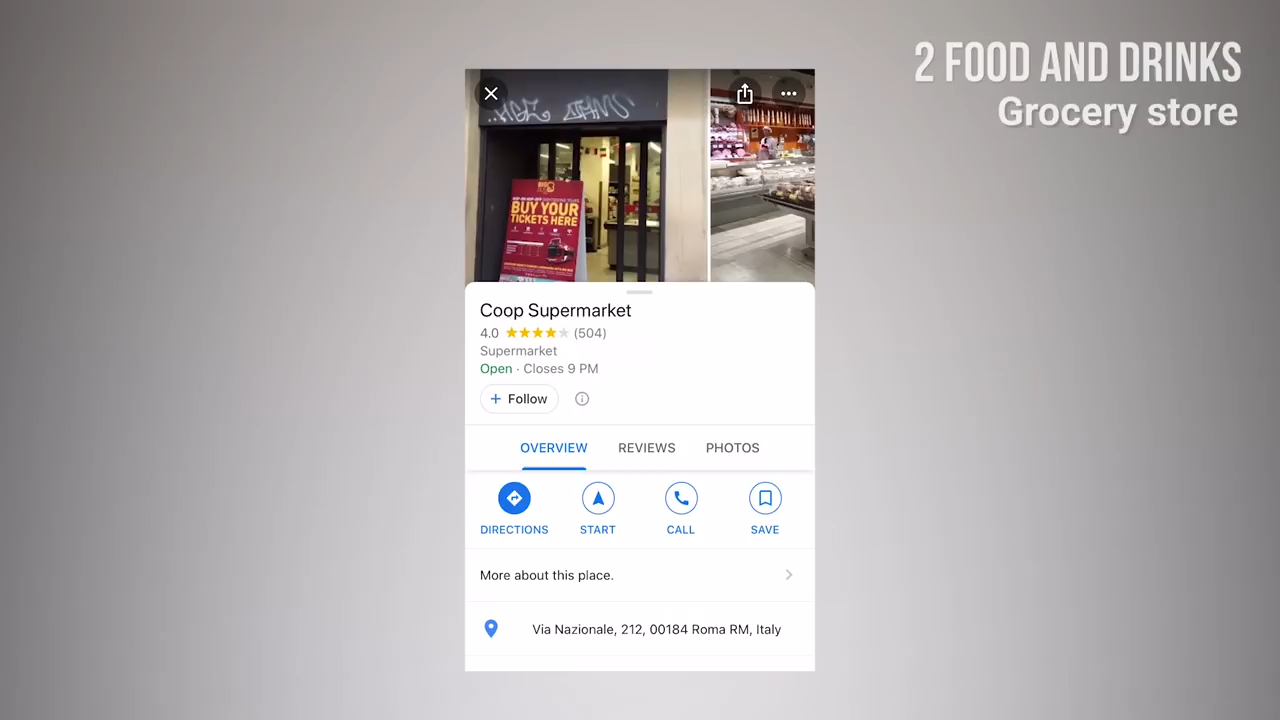 2 FOOD AND DRINKS
Grocery store
BUY YOUR
TICKETS HERE
Coop Supermarket
4.0 (504)
Supermarket
Open · Closes 9 PM
+ Follow
OVERVIEW REVIEWS PHOTOS
DIRECTIONS START CALL SAVE
More about this place.
Via Nazionale, 212, 00184 Roma RM, Italy